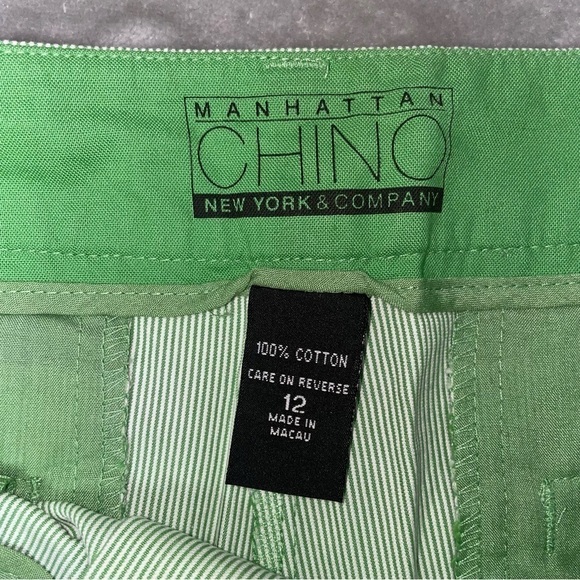 MANHATTAN
CHINO
NEW YORK & COMPANY
100% COTTON
CARE ON REVERSE
12
MADE IN
MACAU